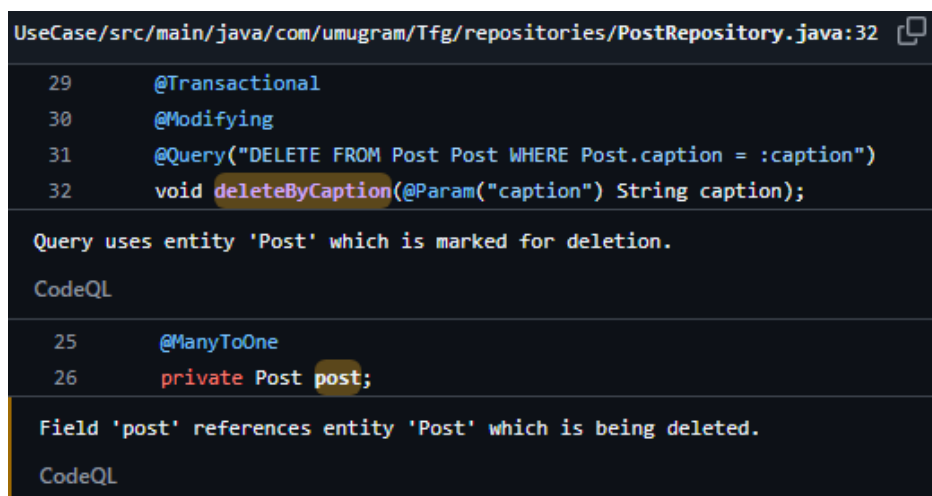 UseCase/src/main/java/com/umugram/Tfg/repositories/PostRepository.java:32
29 @Transactional
30 @Modifying
31 @Query("DELETE FROM Post Post WHERE Post.caption = :caption")
32 void deleteByCaption(@Param("caption") String caption);
Query uses entity 'Post' which is marked for deletion.
CodeQL
25 @ManyToOne
26 private Post post;
Field 'post' references entity 'Post' which is being deleted.
CodeQL